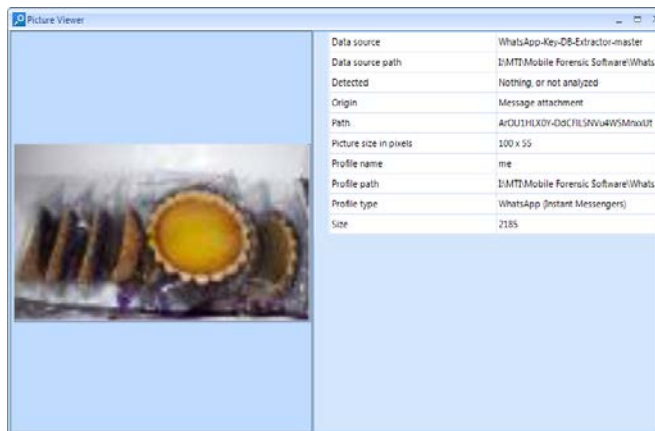 Picture Viewer
Data source WhatsApp-Key-DB-Extractor-master
Data source path I:\MTI\Mobile Forensic Software\Whats
Detected Nothing, or not analyzed
Origin Message attachment
Path
Picture size in pixels 100 x 55
Profile name me
Profile path I:\MTI\Mobile Forensic Software\Whats
Profile type WhatsApp (Instant Messengers)
Size 2185